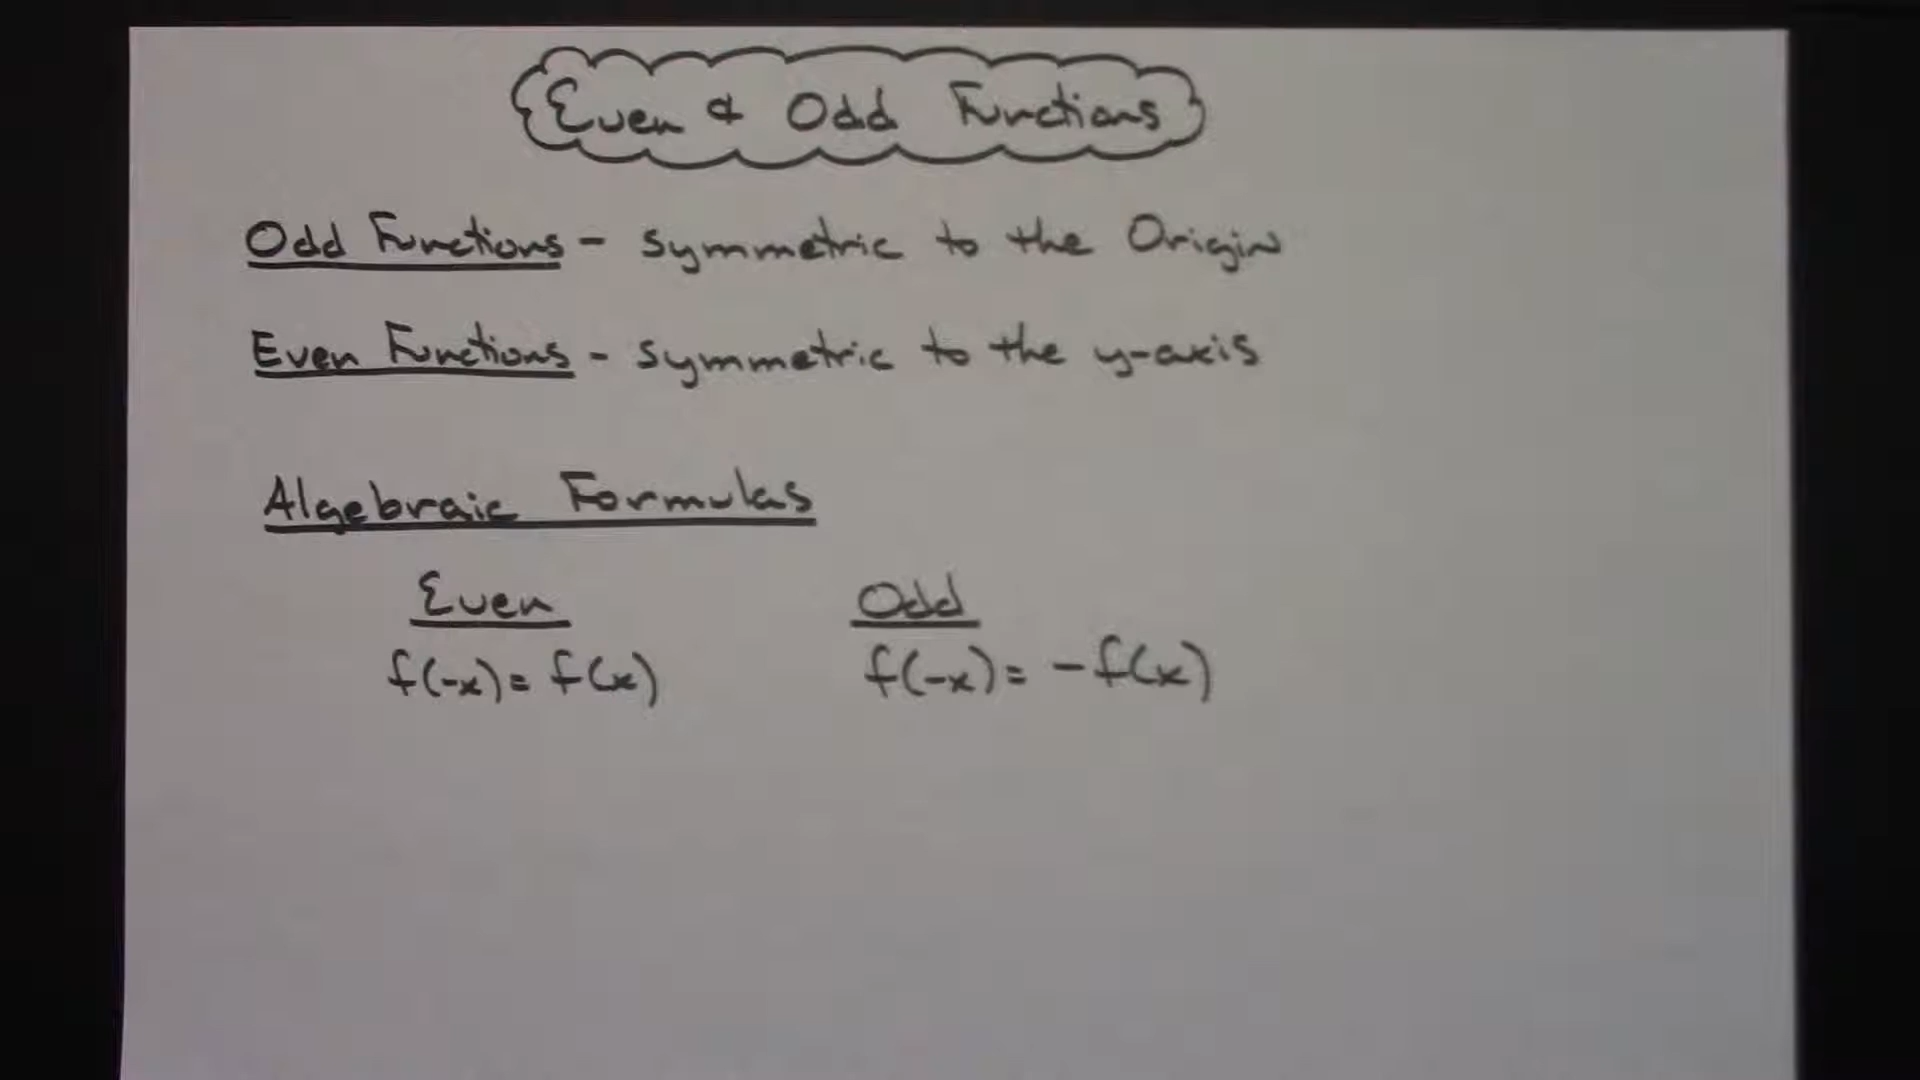 Even & Odd Functions
Odd Functions - symmetric to the Origin
Even Functions - symmetric to the y-axis
Algebraic Formulas
Even Odd
f(-x) = f(x) f(-x) = -f(x)